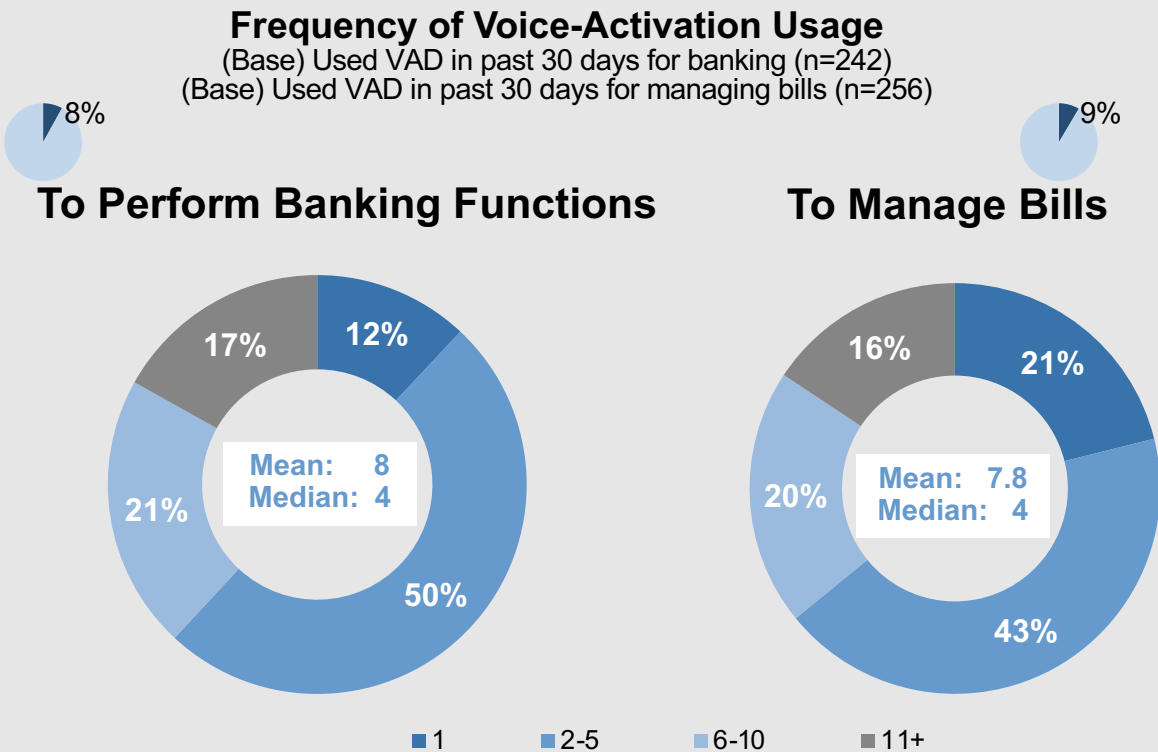 Frequency of Voice-Activation Usage
(Base) Used VAD in past 30 days for banking (n=242)
(Base) Used VAD in past 30 days for managing bills (n=256)
8%
9%
To Perform Banking Functions
To Manage Bills
17%
12%
21%
50%
Mean: 8
Median: 4
16%
21%
20%
43%
Mean: 7.8
Median: 4
1
2-5
6-10
11+